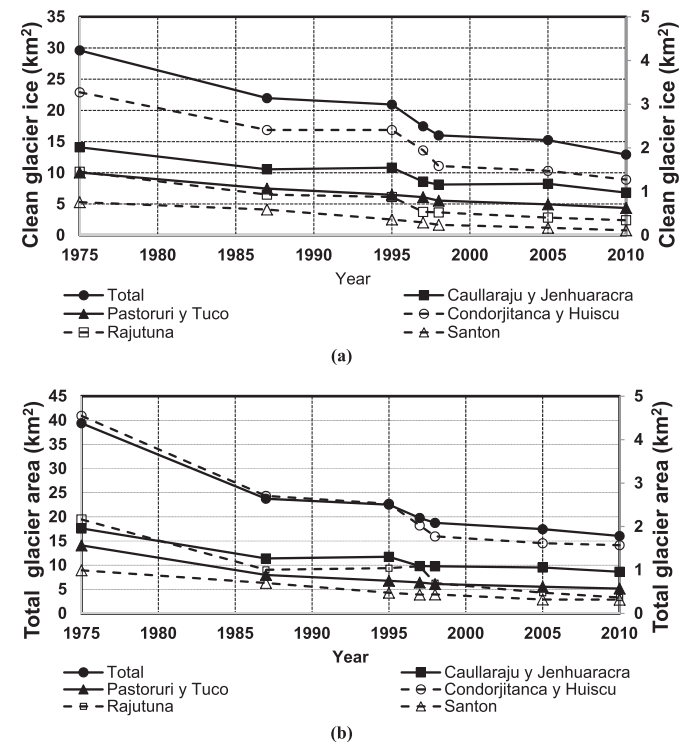 Clean glacier ice (km²)
35
30
25
20
15
10
5
0
5
4
3
2
1
0
Clean glacier ice (km²)
1975 1980 1985 1990 1995 2000 2005 2010
Year
Total Caullaraju y Jenhuaracra
Pastoruri y Tuco Condorjitanca y Huiscu
Rajutuna Santon
(a)
Total glacier area (km²)
45
40
35
30
25
20
15
10
5
0
5
4
3
2
1
0
Total glacier area (km²)
1975 1980 1985 1990 1995 2000 2005 2010
Year
Total Caullaraju y Jenhuaracra
Pastoruri y Tuco Condorjitanca y Huiscu
Rajutuna Santon
(b)